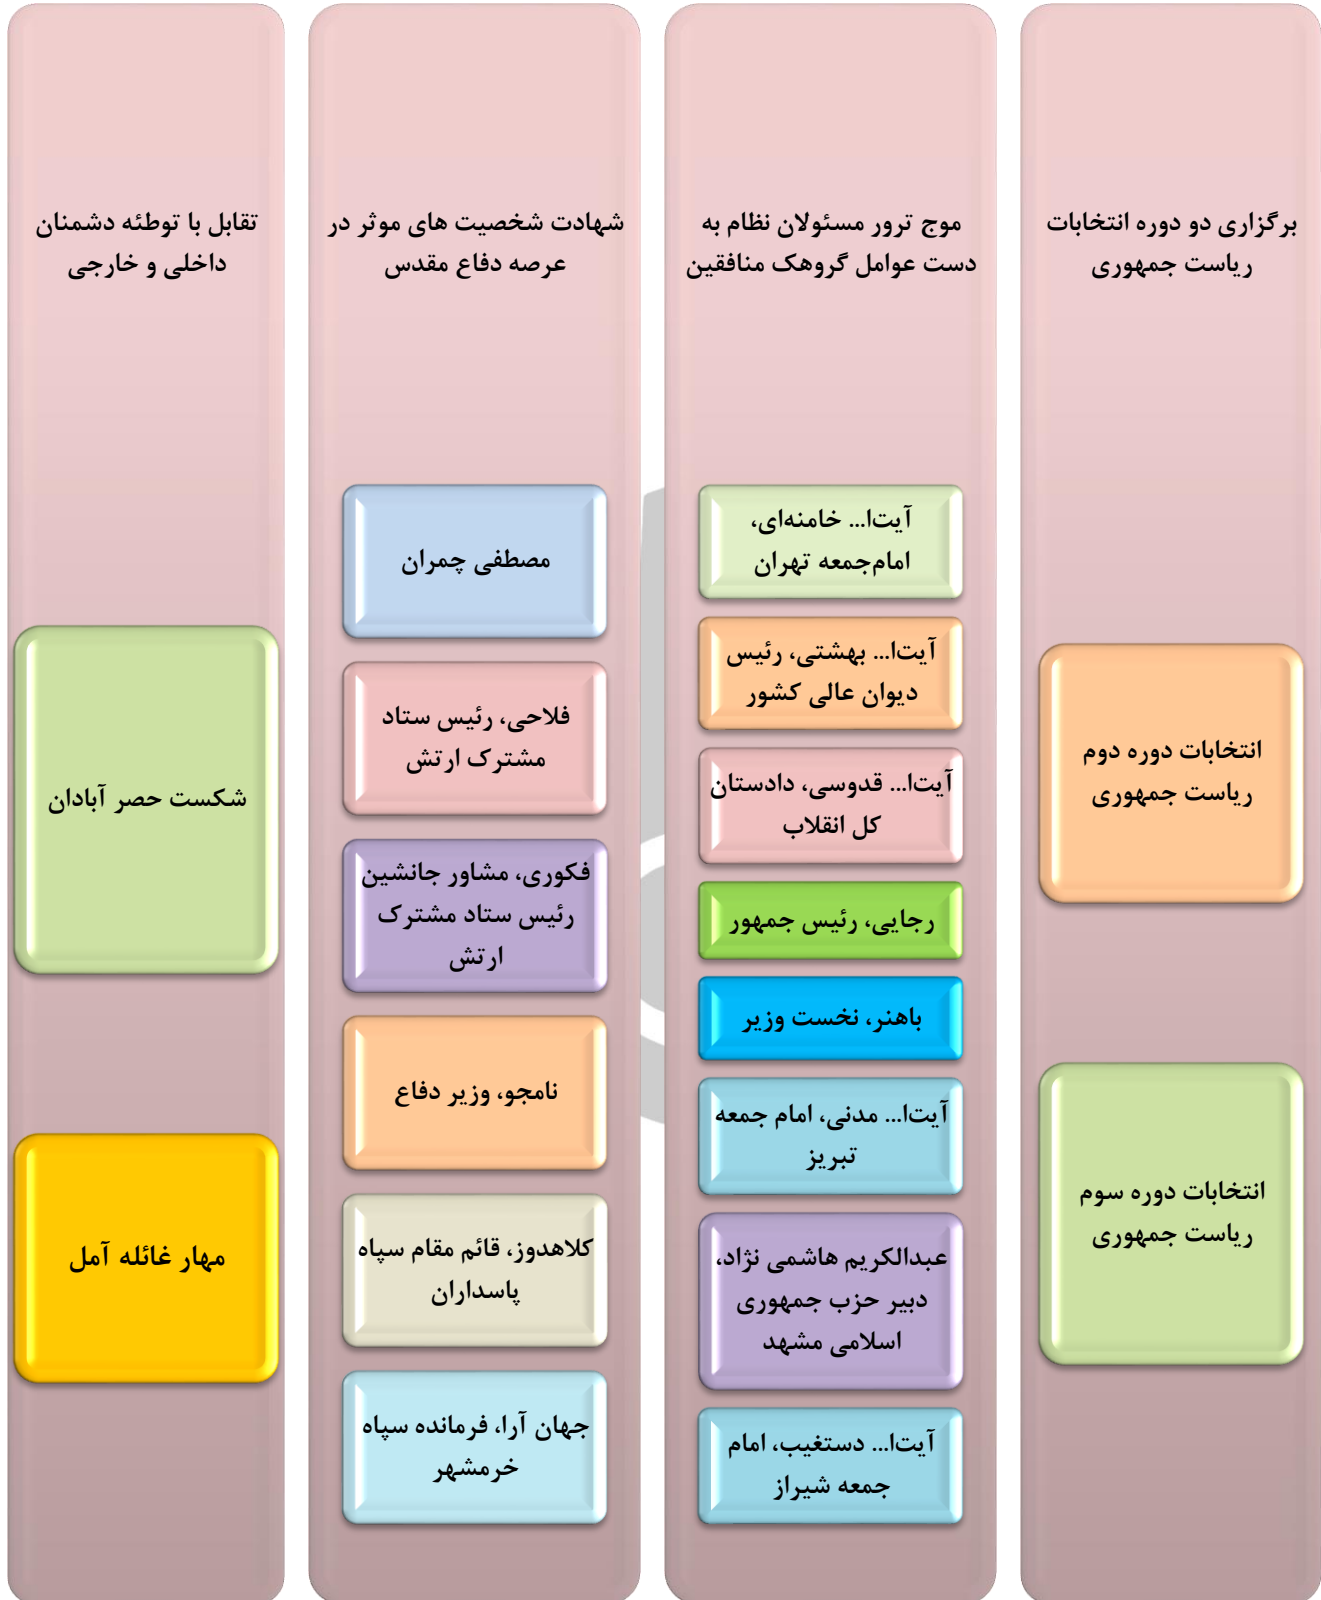 برگزاری دو دوره انتخابات
ریاست جمهوری
انتخابات دوره دوم
ریاست جمهوری
انتخابات دوره سوم
ریاست جمهوری
موج ترور مسئولان نظام به
دست عوامل گروهک منافقین
آیت‌ا... خامنه‌ای،
امام‌جمعه تهران
آیت‌ا... بهشتی، رئیس
دیوان عالی کشور
آیت‌ا... قدوسی، دادستان
کل انقلاب
رجایی، رئیس جمهور
باهنر، نخست وزیر
آیت‌ا... مدنی، امام جمعه
تبریز
عبدالکریم هاشمی نژاد،
دبیر حزب جمهوری
اسلامی مشهد
آیت‌ا... دستغیب، امام
جمعه شیراز
شهادت شخصیت های موثر در
عرصه دفاع مقدس
مصطفی چمران
فلاحی، رئیس ستاد
مشترک ارتش
فکوری، مشاور جانشین
رئیس ستاد مشترک
ارتش
نامجو، وزیر دفاع
کلاهدوز، قائم مقام سپاه
پاسداران
جهان آرا، فرمانده سپاه
خرمشهر
تقابل با توطئه دشمنان
داخلی و خارجی
شکست حصر آبادان
مهار غائله آمل